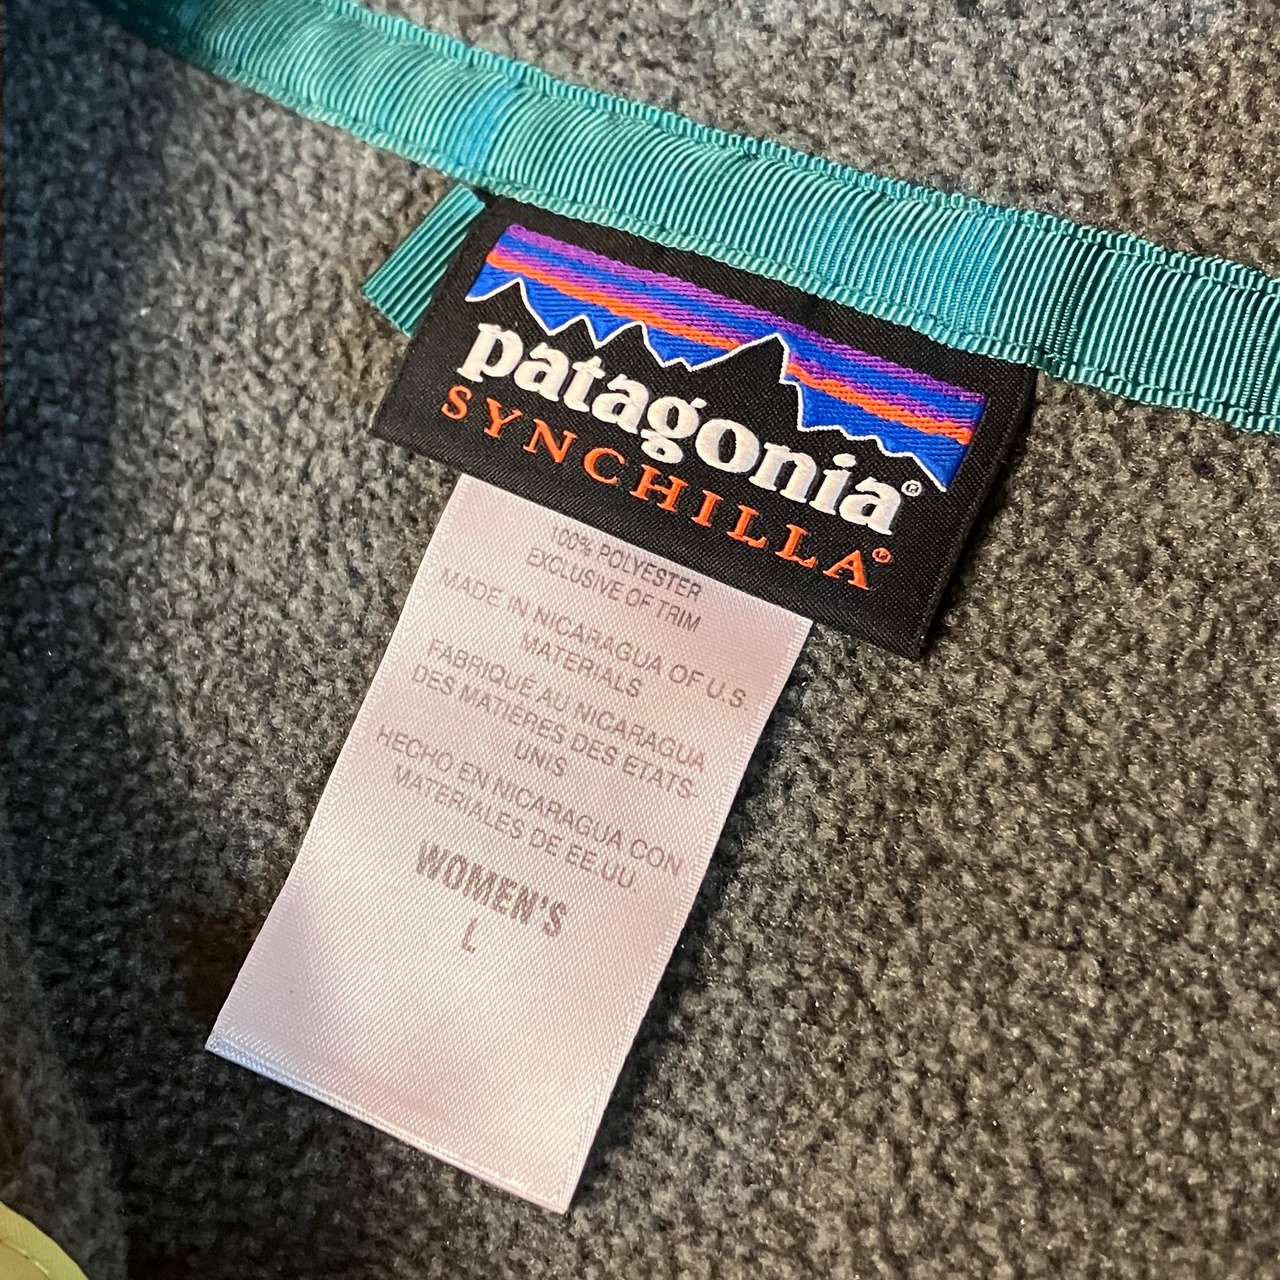 patagonia®
SYNCHILLA®
100% POLYESTER
EXCLUSIVE OF TRIM
MADE IN NICARAGUA OF U.S.
MATERIALS
FABRIQUE AU NICARAGUA
DES MATIERES DES ETATS-
UNIS
HECHO EN NICARAGUA CON
MATERIALES DE EE.UU.
WOMEN'S
L